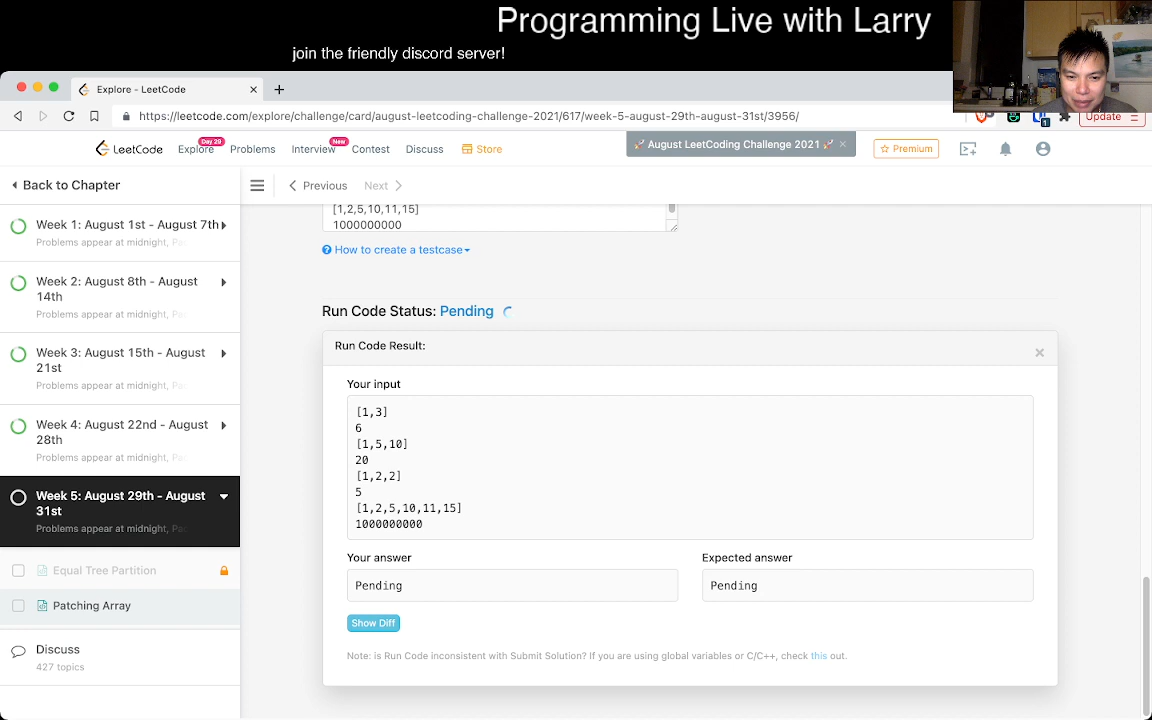 Programming Live with Larry
join the friendly discord server!
Explore - LeetCode
https://leetcode.com/explore/challenge/card/august-leetcoding-challenge-2021/617/week-5-august-29th-august-31st/3956/
1
Update
LeetCode
Explore
Day 29
Problems
Interview
New
Contest
Discuss
Store
August LeetCoding Challenge 2021
Premium
Back to Chapter
Previous
Next
Week 1: August 1st - August 7th
Problems appear at midnight, Pa
Week 2: August 8th - August
14th
Problems appear at midnight, Pa
Week 3: August 15th - August
21st
Problems appear at midnight, Pa
Week 4: August 22nd - August
28th
Problems appear at midnight, Pa
Week 5: August 29th - August
31st
Problems appear at midnight, Pa
Equal Tree Partition
Patching Array
Discuss
427 topics
[1,2,5,10,11,15]
1000000000
How to create a testcase
Run Code Status: Pending
Run Code Result:
Your input
[1,3]
6
[1,5,10]
20
[1,2,2]
5
[1,2,5,10,11,15]
1000000000
Your answer
Pending
Expected answer
Pending
Show Diff
Note: is Run Code inconsistent with Submit Solution? If you are using global variables or C/C++, check this out.